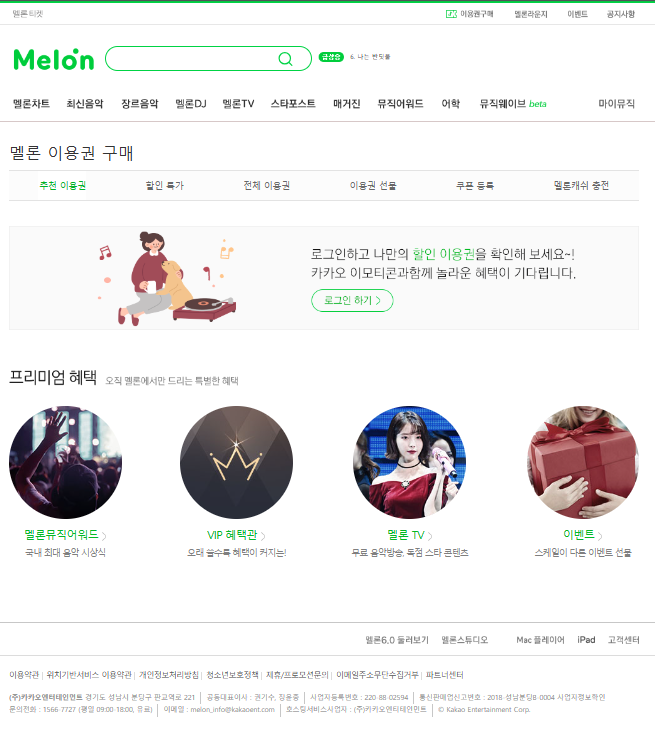 멜론티켓
이용권구매 멜론라운지 이벤트 공지사항
Melon
급상승 6. 나는 반딧불
멜론차트 최신음악 장르음악 멜론DJ 멜론TV 스타포스트 매거진 뮤직어워드 어학 뮤직웨이브 beta 마이뮤직
멜론 이용권 구매
추천 이용권 할인 특가 전체 이용권 이용권 선물 쿠폰 등록 멜론캐쉬 충전
로그인하고 나만의 할인 이용권을 확인해 보세요~!
카카오 이모티콘과함께 놀라운 혜택이 기다립니다.
로그인 하기 >
프리미엄 혜택 오직 멜론에서만 드리는 특별한 혜택
멜론뮤직어워드 > VIP 혜택관 > 멜론 TV > 이벤트 >
국내 최대 음악 시상식 오래 쓸수록 혜택이 커지는! 무료 음악방송, 독점 스타 콘텐츠 스케일이 다른 이벤트 선물
멜론6.0 둘러보기 멜론스튜디오 Mac 플레이어 iPad 고객센터
이용약관 | 위치기반서비스 이용약관 | 개인정보처리방침 | 청소년보호정책 | 제휴/프로모션문의 | 이메일주소무단수집거부 | 파트너센터
(주)카카오엔터테인먼트 경기도 성남시 분당구 판교역로 221 | 공동대표이사 : 권기수, 장윤중 | 사업자등록번호 : 220-88-02594 | 통신판매업신고번호 : 2018-성남분당B-0004 사업자정보확인
문의전화 : 1566-7727 (평일 09:00-18:00, 유료) | 이메일 : melon_info@kakaoent.com | 호스팅서비스사업자 : (주)카카오엔터테인먼트 | © Kakao Entertainment Corp.